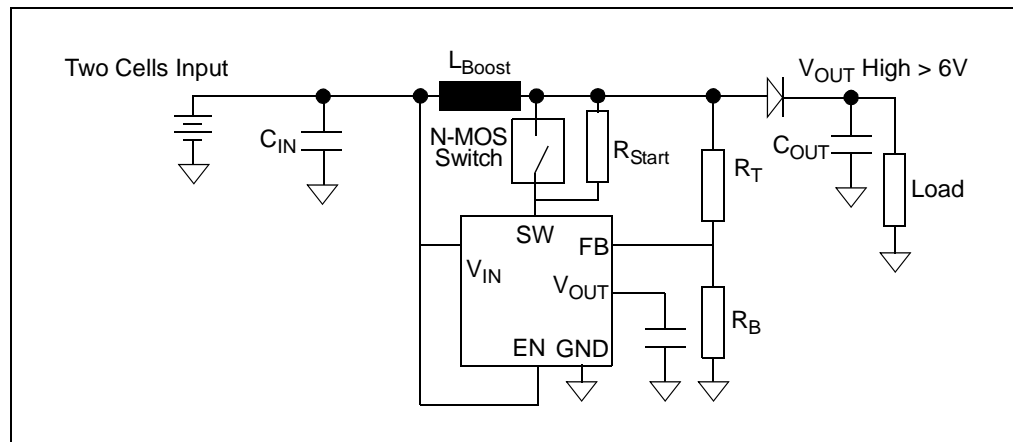 Two Cells Input
L_Boost
V_OUT High > 6V
C_IN
N-MOS
Switch
R_Start
R_T
C_OUT
Load
SW
FB
V_IN
V_OUT
R_B
EN
GND